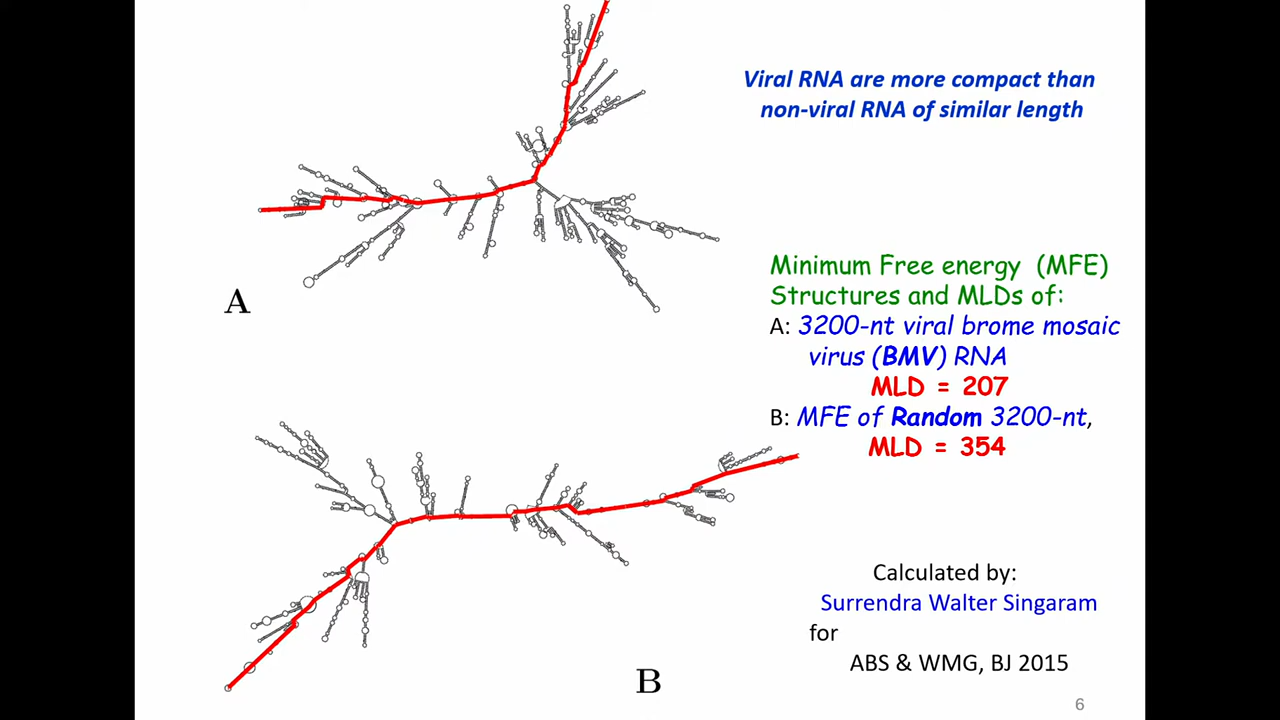 Viral RNA are more compact than
non-viral RNA of similar length
A
Minimum Free energy (MFE)
Structures and MLDs of:
A: 3200-nt viral brome mosaic
virus (BMV) RNA
MLD = 207
B: MFE of Random 3200-nt,
MLD = 354
Calculated by:
Surrendra Walter Singaram
for
ABS & WMG, BJ 2015
B
6